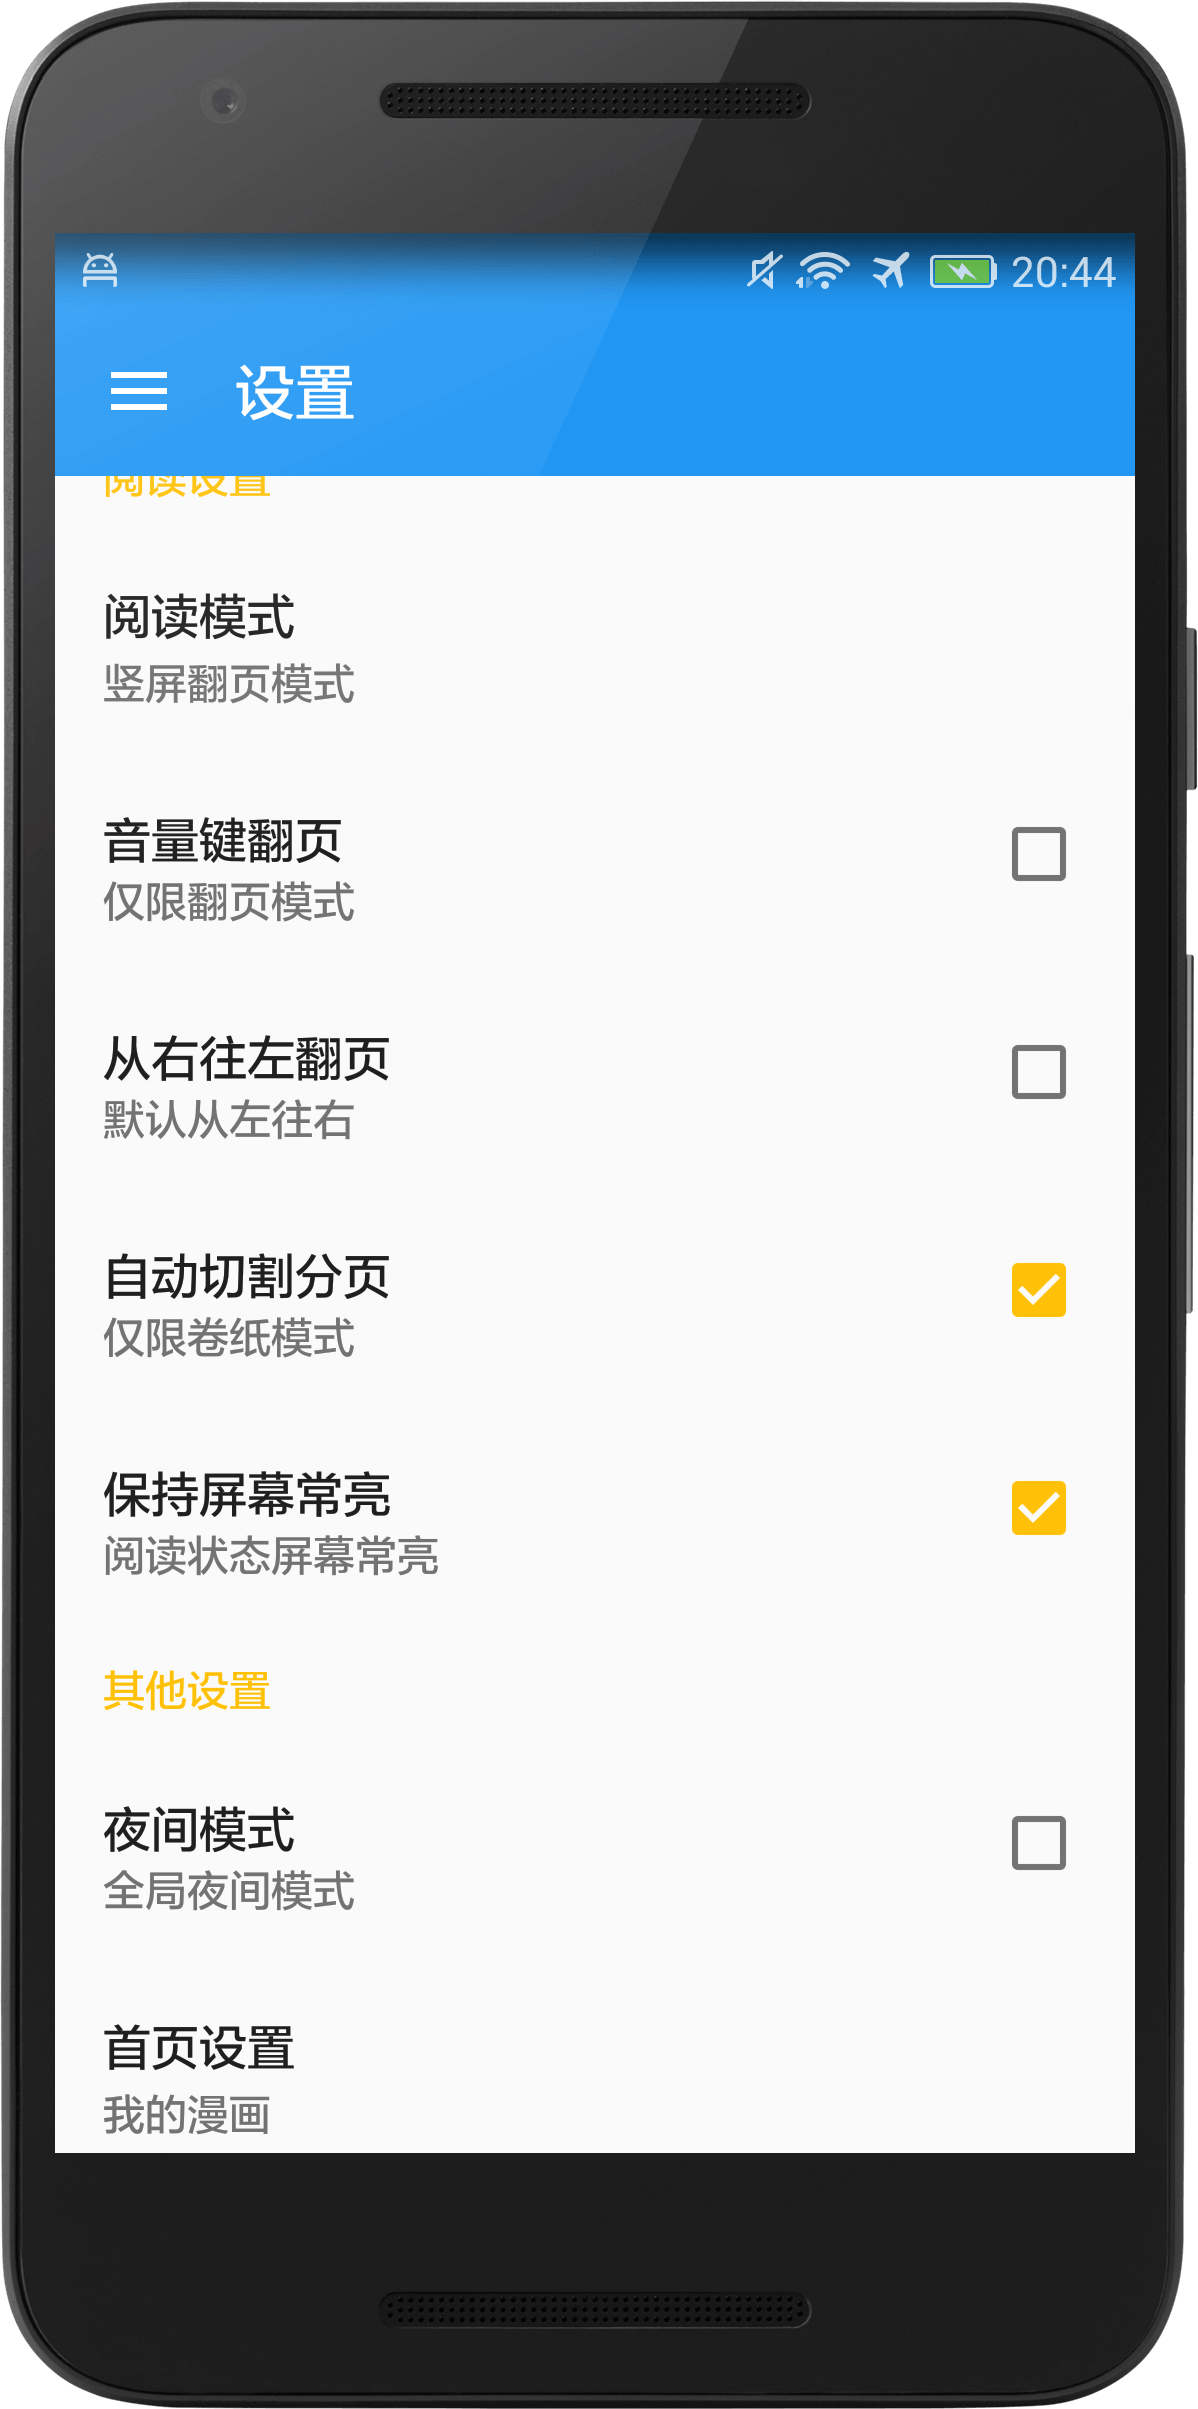 20:44
设置
阅读设置
阅读模式
竖屏翻页模式
音量键翻页
仅限翻页模式
从右往左翻页
默认从左往右
自动切割分页
仅限卷纸模式
保持屏幕常亮
阅读状态屏幕常亮
其他设置
夜间模式
全局夜间模式
首页设置
我的漫画